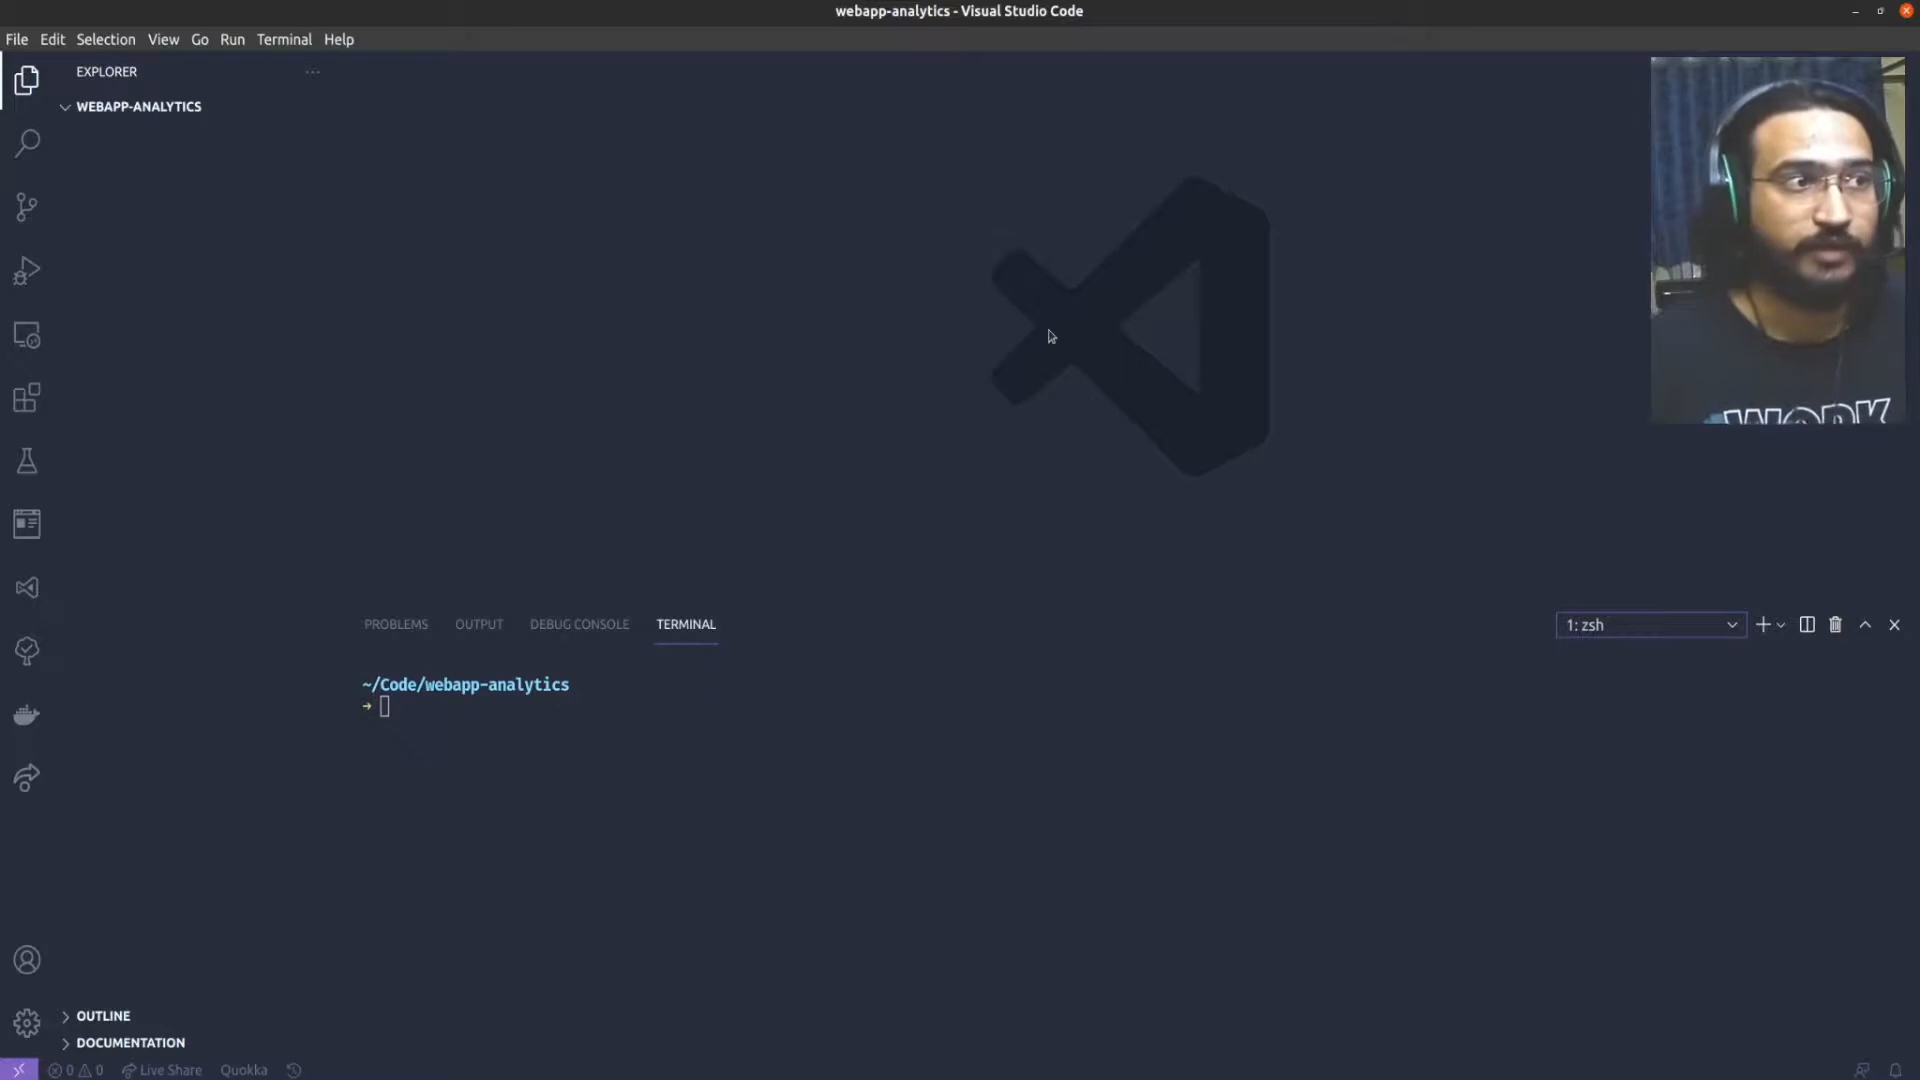 webapp-analytics - Visual Studio Code
File Edit Selection View Go Run Terminal Help
EXPLORER
WEBAPP-ANALYTICS
PROBLEMS OUTPUT DEBUG CONSOLE TERMINAL
1: zsh
~/Code/webapp-analytics
→
OUTLINE
DOCUMENTATION
0 0 Live Share Quokka
WORK